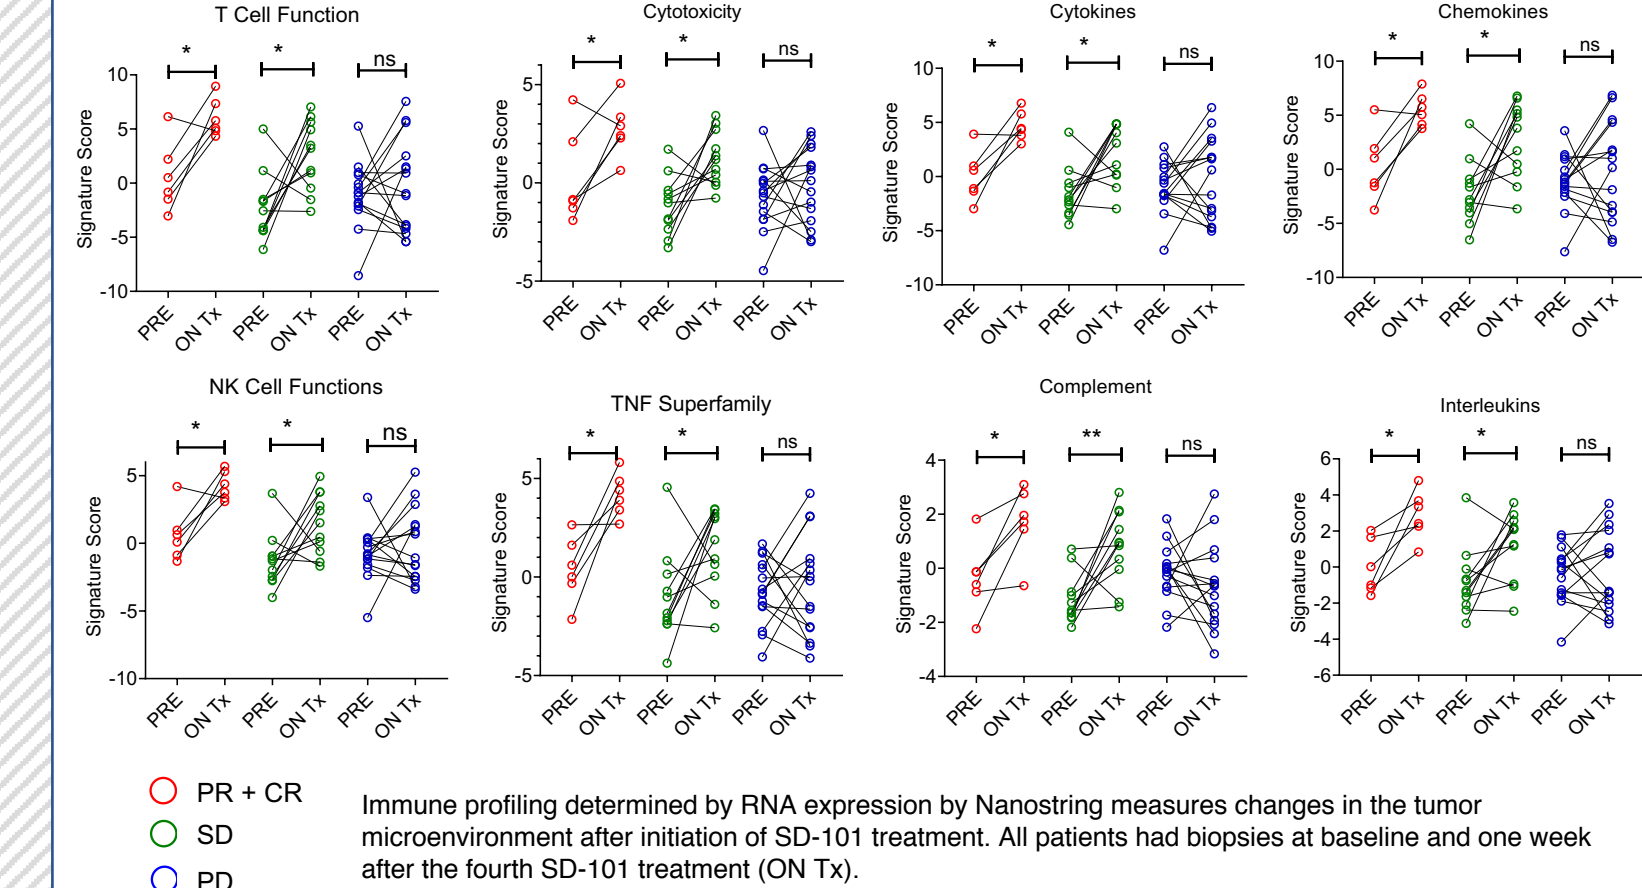 T Cell Function
Cytotoxicity
Cytokines
Chemokines
* * ns
* * ns
* * ns
* * ns
Signature Score
10
5
0
-5
-10
PRE ON Tx PRE ON Tx PRE ON Tx
Signature Score
5
0
-5
PRE ON Tx PRE ON Tx PRE ON Tx
Signature Score
10
5
0
-5
-10
PRE ON Tx PRE ON Tx PRE ON Tx
Signature Score
10
5
0
-5
-10
PRE ON Tx PRE ON Tx PRE ON Tx
NK Cell Functions
TNF Superfamily
Complement
Interleukins
* * ns
* * ns
* ** ns
* * ns
Signature Score
5
0
-5
-10
PRE ON Tx PRE ON Tx PRE ON Tx
Signature Score
5
0
-5
PRE ON Tx PRE ON Tx PRE ON Tx
Signature Score
4
2
0
-2
-4
PRE ON Tx PRE ON Tx PRE ON Tx
Signature Score
6
4
2
0
-2
-4
-6
PRE ON Tx PRE ON Tx PRE ON Tx
PR + CR
SD
PD
Immune profiling determined by RNA expression by Nanostring measures changes in the tumor
microenvironment after initiation of SD-101 treatment. All patients had biopsies at baseline and one week
after the fourth SD-101 treatment (ON Tx).